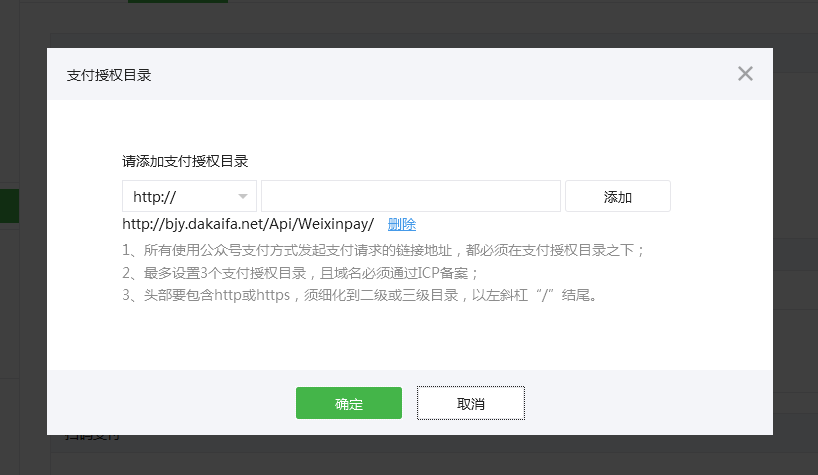 支付授权目录
请添加支付授权目录
http://
添加
http://bjy.dakaifa.net/Api/Weixinpay/ 删除
1、所有使用公众号支付方式发起支付请求的链接地址，都必须在支付授权目录之下；
2、最多设置3个支付授权目录，且域名必须通过ICP备案；
3、头部要包含http或https，须细化到二级或三级目录，以左斜杠“/”结尾。
确定
取消
扫码支付